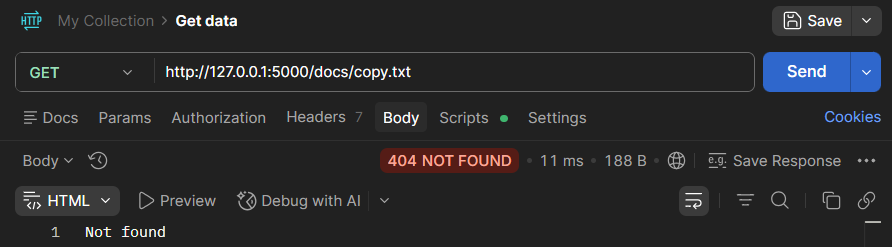 HTTP My Collection > Get data Save
GET http://127.0.0.1:5000/docs/copy.txt Send
Docs Params Authorization Headers 7 Body Scripts Settings Cookies
Body 404 NOT FOUND • 11 ms • 188 B • e.g. Save Response
HTML Preview Debug with AI
1 Not found